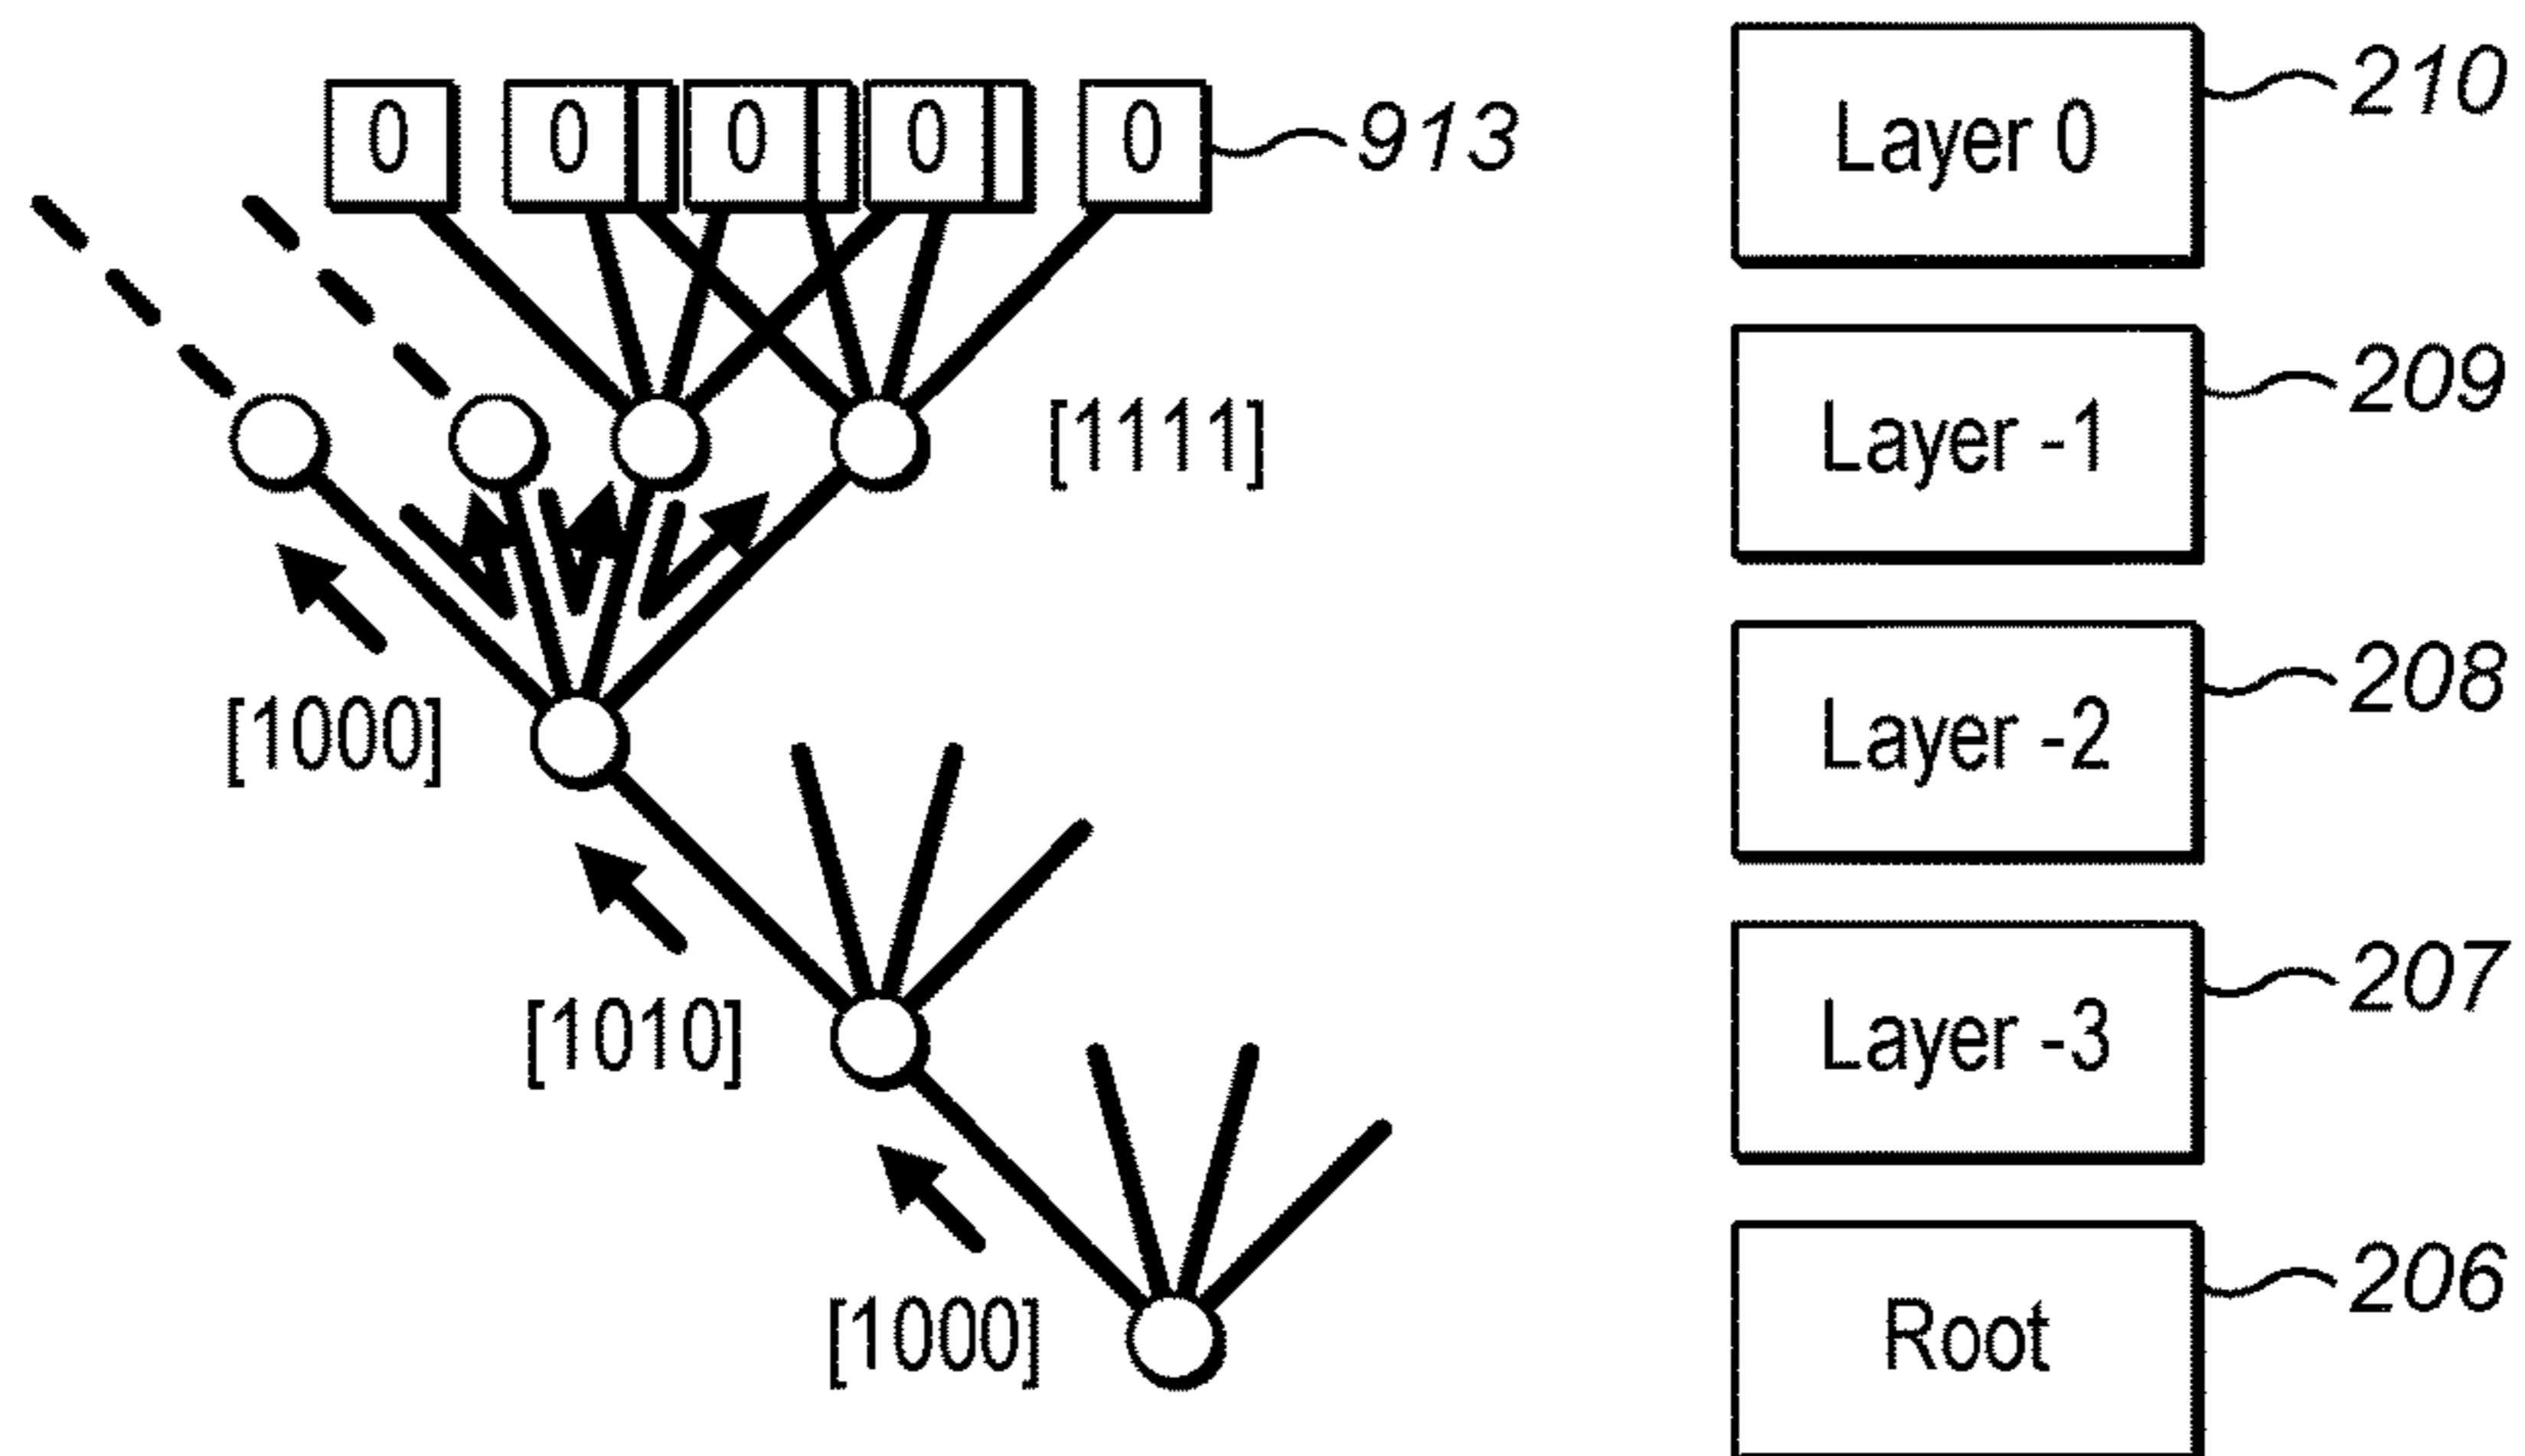 0 0 0 0 0 913 Layer 0 210
[1111] Layer -1 209
[1000] Layer -2 208
[1010] Layer -3 207
[1000] Root 206